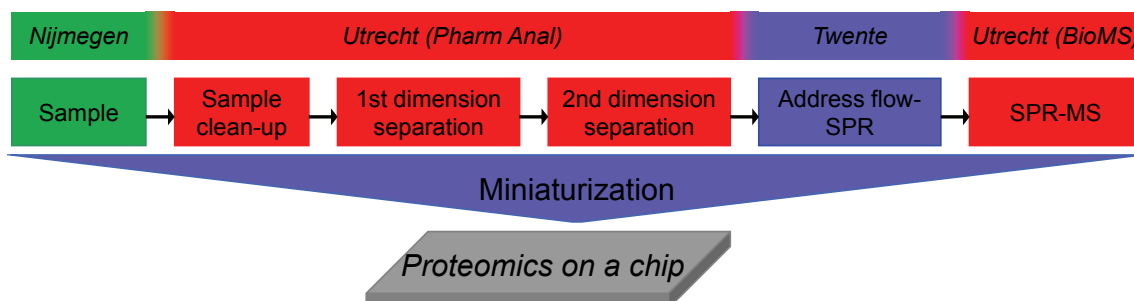 Nijmegen
Utrecht (Pharm Anal)
Twente
Utrecht (BioMS)
Sample
Sample
clean-up
1st dimension
separation
2nd dimension
separation
Address flow-
SPR
SPR-MS
Miniaturization
Proteomics on a chip